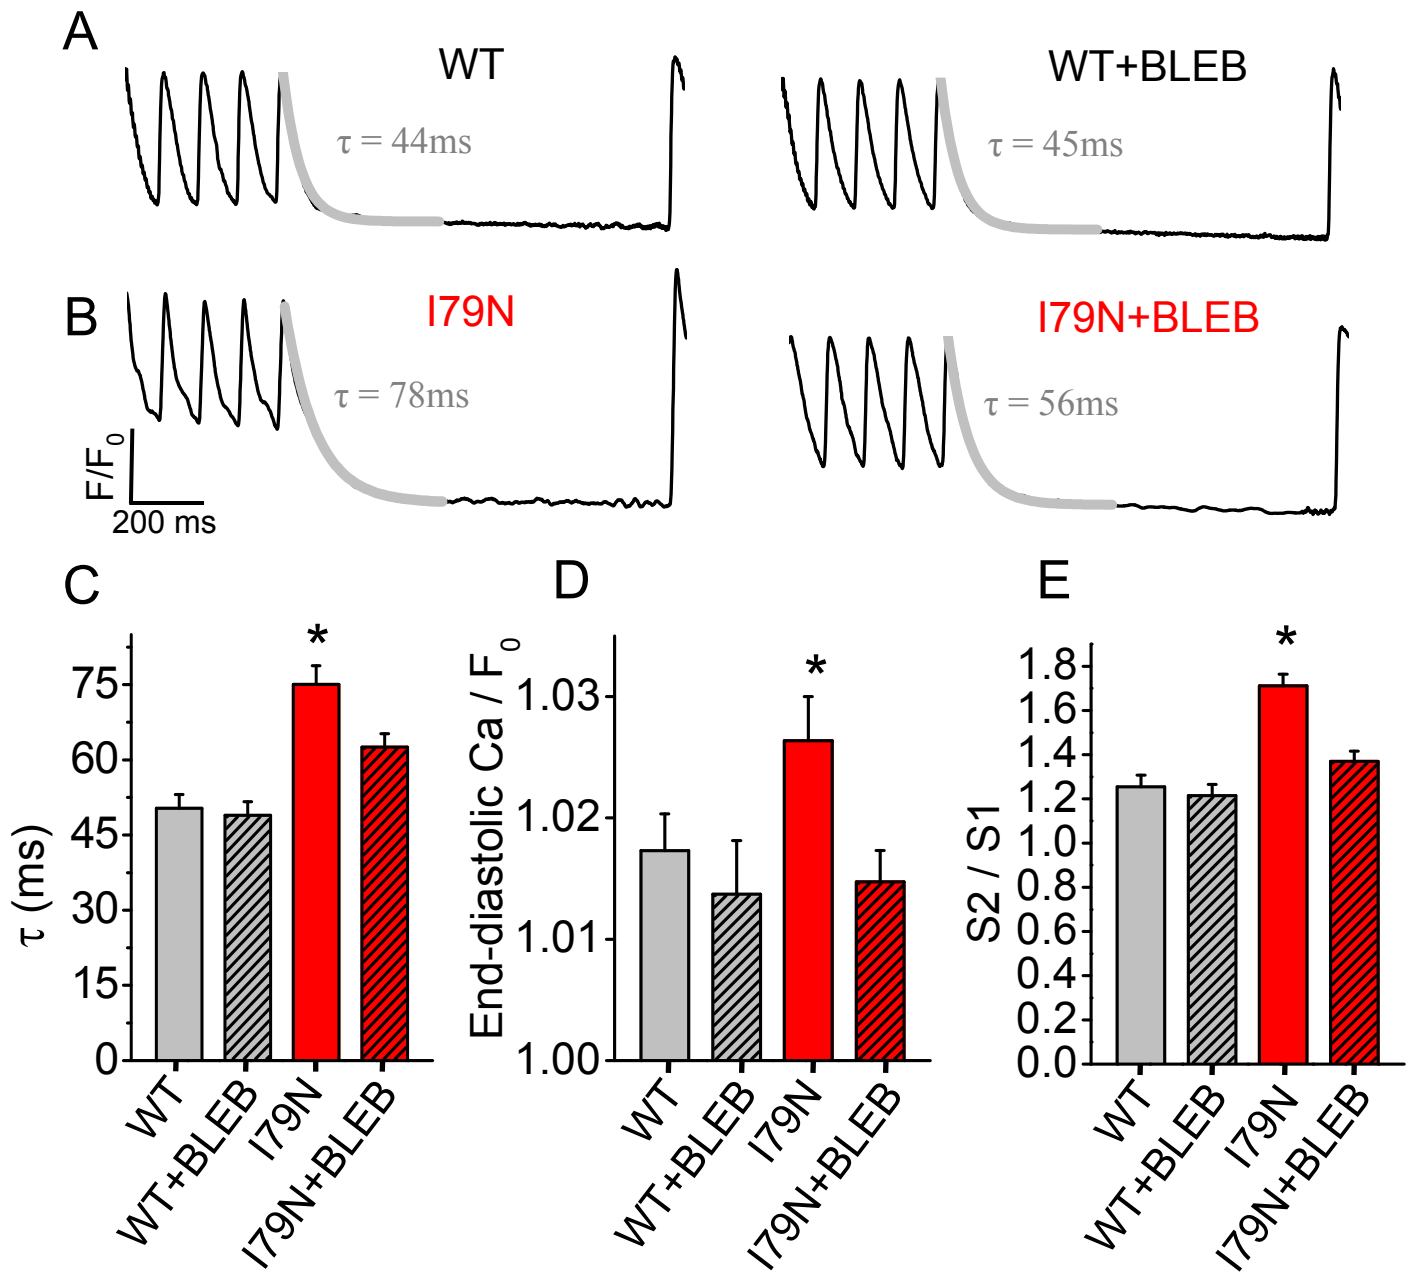 A
WT
WT+BLEB
τ = 44ms
τ = 45ms
B
I79N
I79N+BLEB
τ = 78ms
τ = 56ms
F/F0
200 ms
C
D
E
*
*
*
τ (ms)
75
60
45
30
15
0
WT
WT+BLEB
I79N
I79N+BLEB
End-diastolic Ca / F0
1.03
1.02
1.01
1.00
WT
WT+BLEB
I79N
I79N+BLEB
S2 / S1
1.8
1.6
1.4
1.2
1.0
0.8
0.6
0.4
0.2
0.0
WT
WT+BLEB
I79N
I79N+BLEB